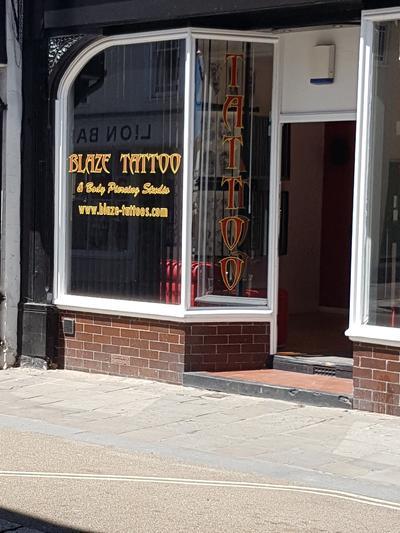 BLAZE TATTOO
& Body Piercing Studio
www.blaze-tattoos.com
TATTOO
LION BA